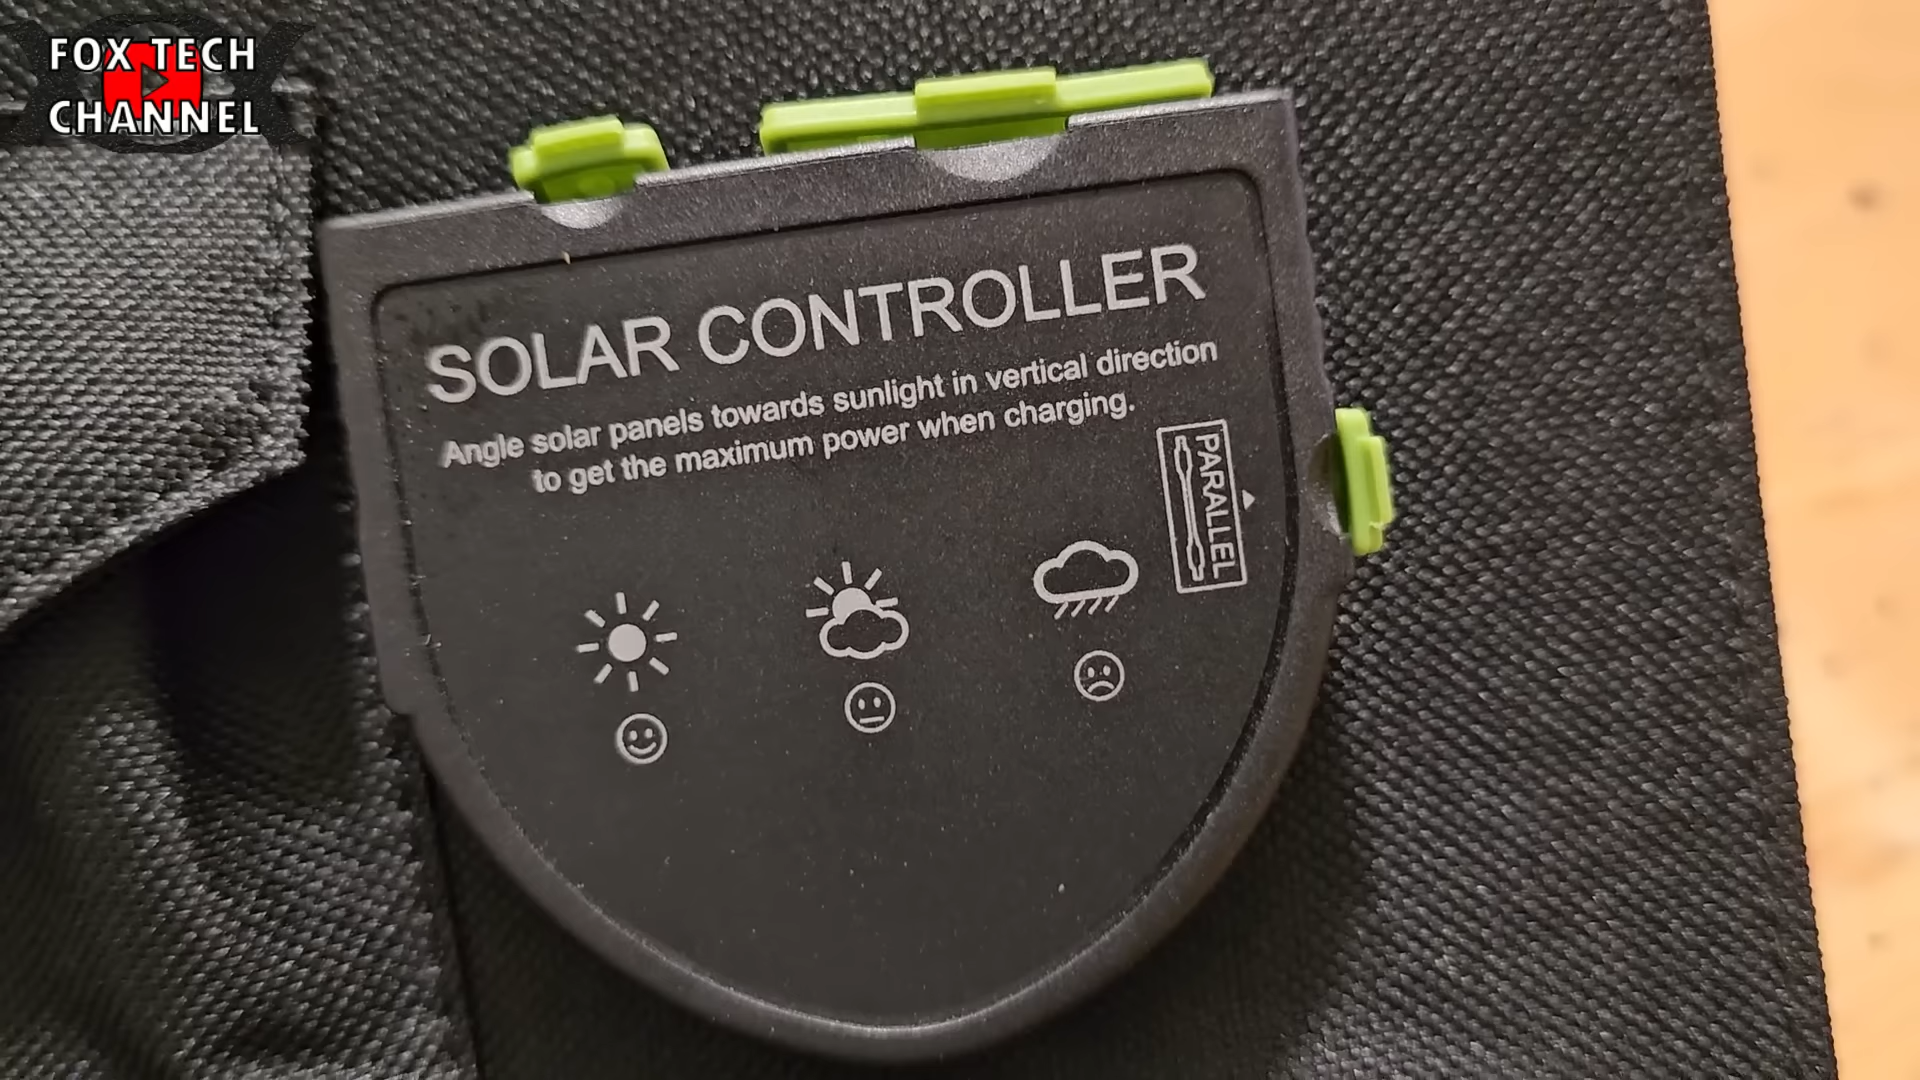 FOX TECH
CHANNEL
SOLAR CONTROLLER
Angle solar panels towards sunlight in vertical direction
to get the maximum power when charging.
PARALLEL